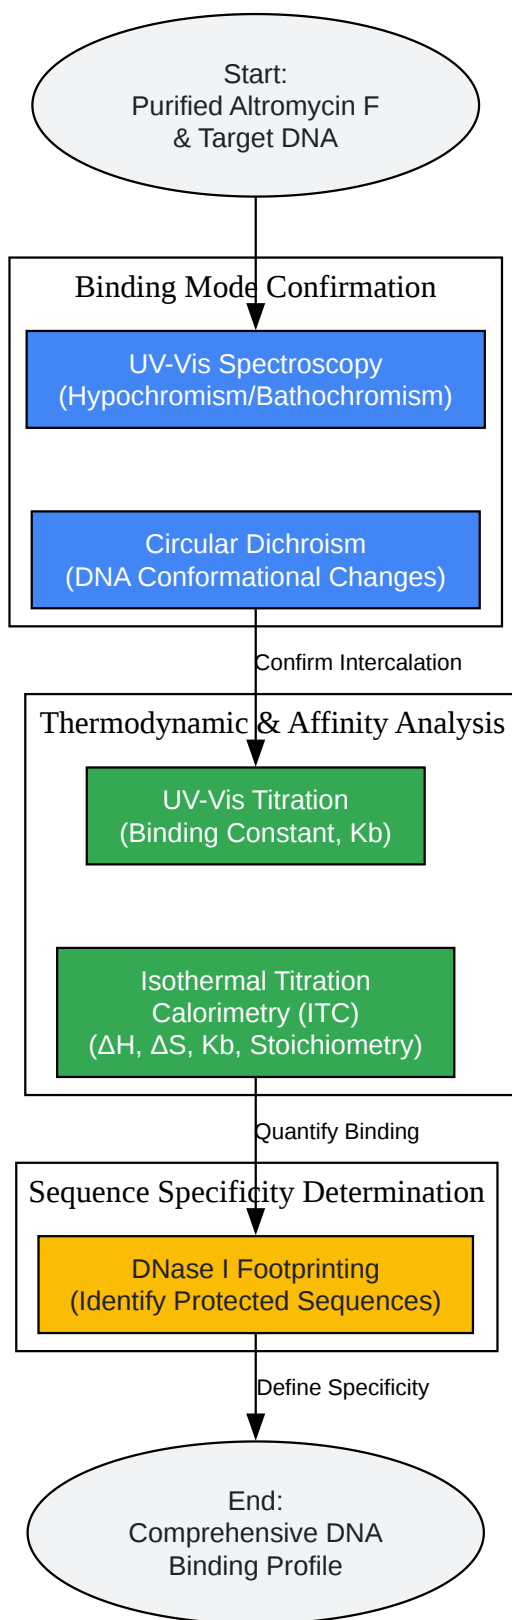 Start:
Purified Altromycin F
& Target DNA
Binding Mode Confirmation
UV-Vis Spectroscopy
(Hypochromism/Bathochromism)
Circular Dichroism
(DNA Conformational Changes)
Confirm Intercalation
Thermodynamic & Affinity Analysis
UV-Vis Titration
(Binding Constant, Kb)
Isothermal Titration
Calorimetry (ITC)
(ΔH, ΔS, Kb, Stoichiometry)
Quantify Binding
Sequence Specificity Determination
DNase I Footprinting
(Identify Protected Sequences)
Define Specificity
End:
Comprehensive DNA
Binding Profile